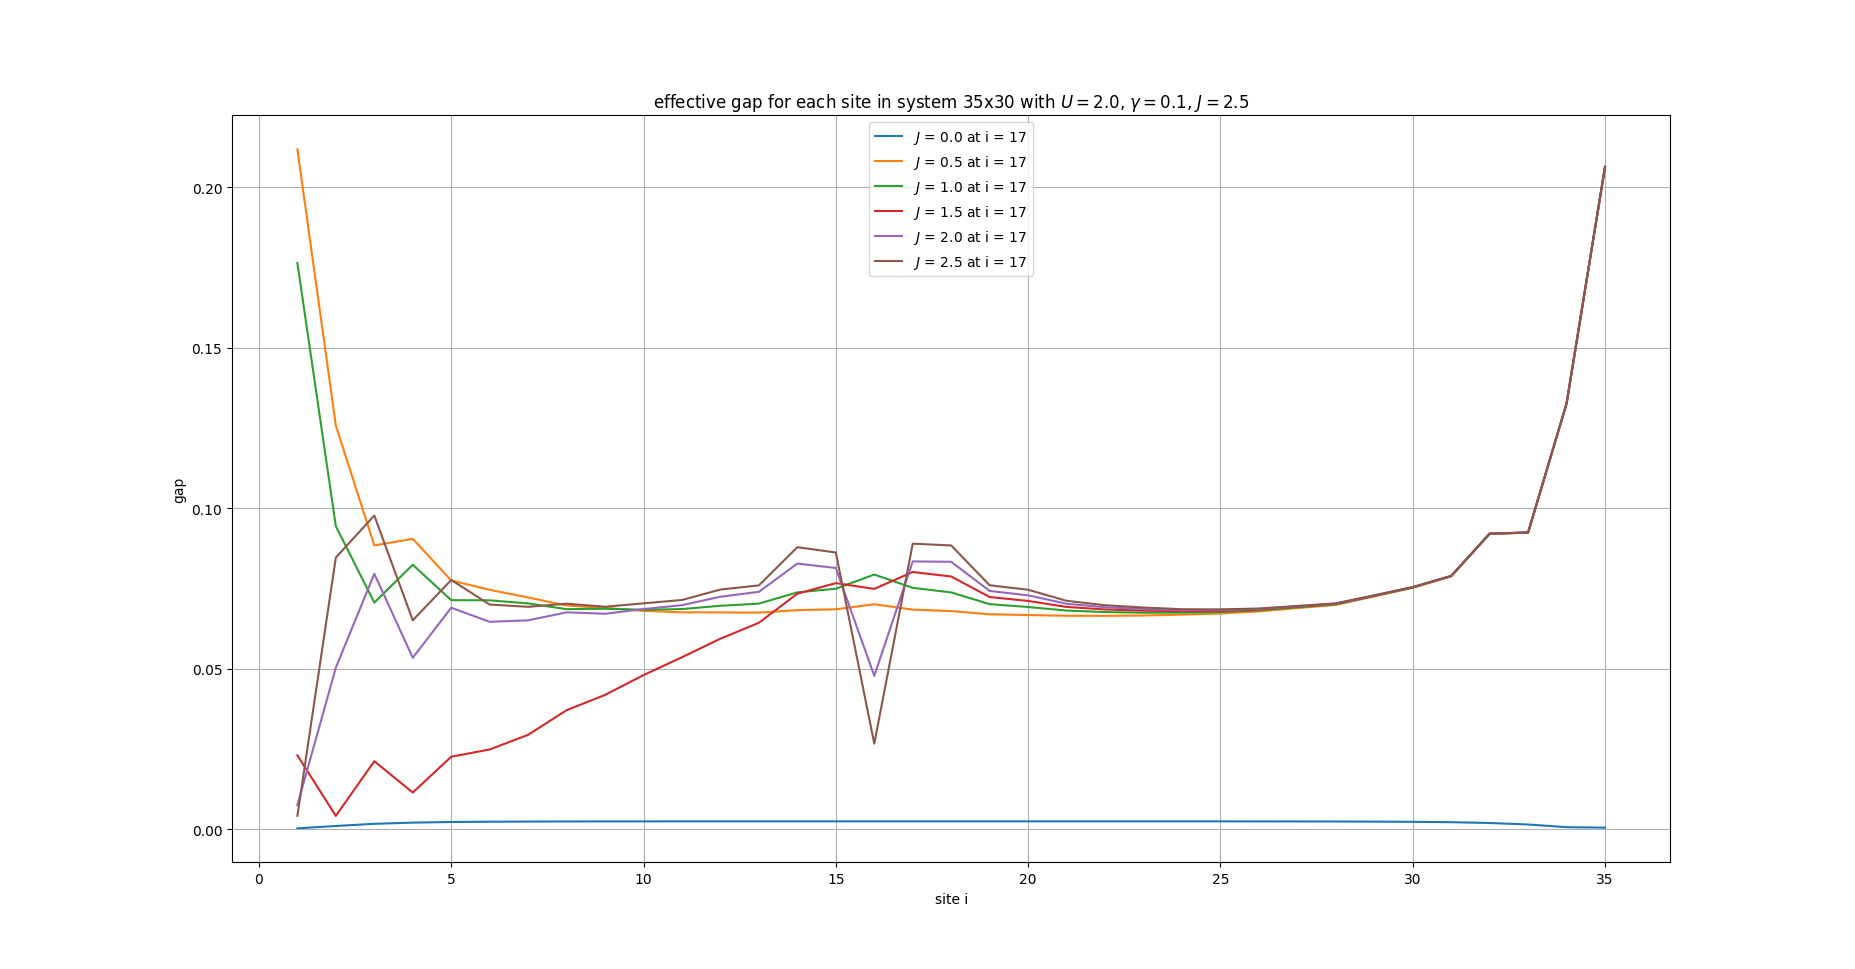 effective gap for each site in system 35x30 with U = 2.0, γ = 0.1, J = 2.5
J = 0.0 at i = 17
J = 0.5 at i = 17
J = 1.0 at i = 17
J = 1.5 at i = 17
J = 2.0 at i = 17
J = 2.5 at i = 17
gap
0.20
0.15
0.10
0.05
0.00
0 5 10 15 20 25 30 35
site i